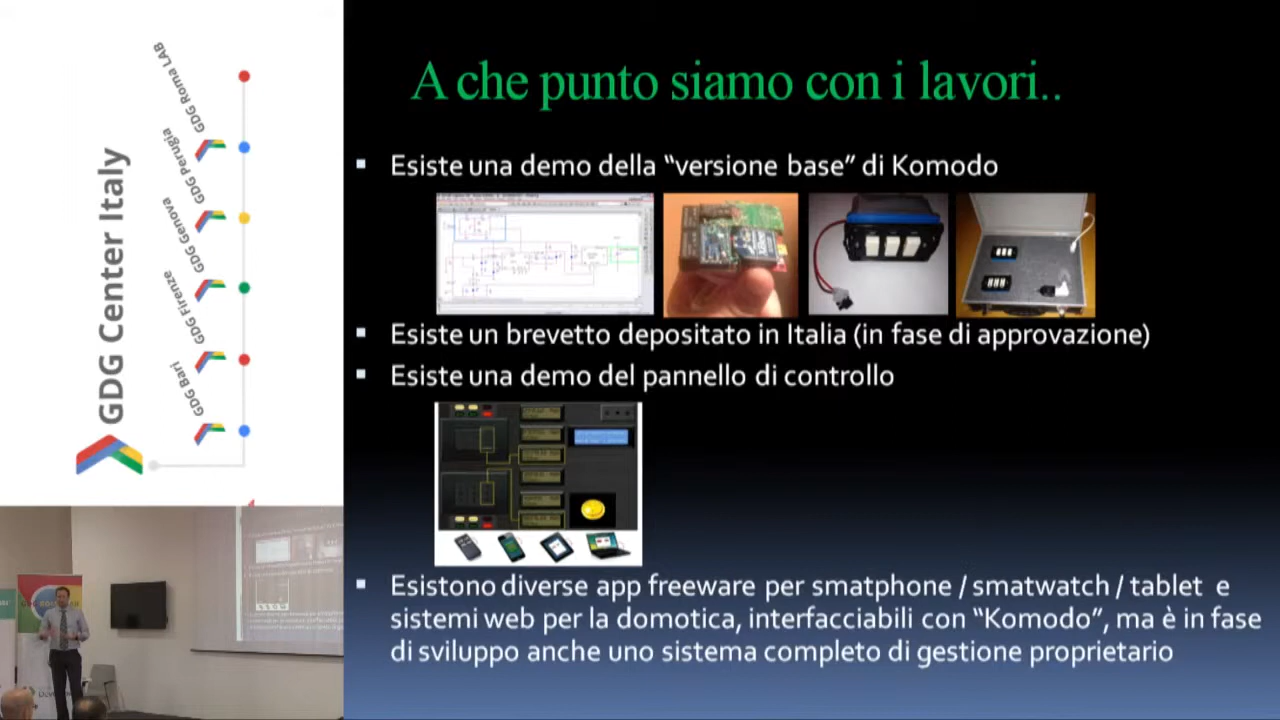 GDG Center Italy
GDG Roma LAB
GDG Perugia
GDG Genova
GDG Firenze
GDG Bari
A che punto siamo con i lavori..
Esiste una demo della “versione base” di Komodo
Esiste un brevetto depositato in Italia (in fase di approvazione)
Esiste una demo del pannello di controllo
Esistono diverse app freeware per smatphone / smatwatch / tablet e
sistemi web per la domotica, interfacciabili con “Komodo”, ma è in fase
di sviluppo anche uno sistema completo di gestione proprietario